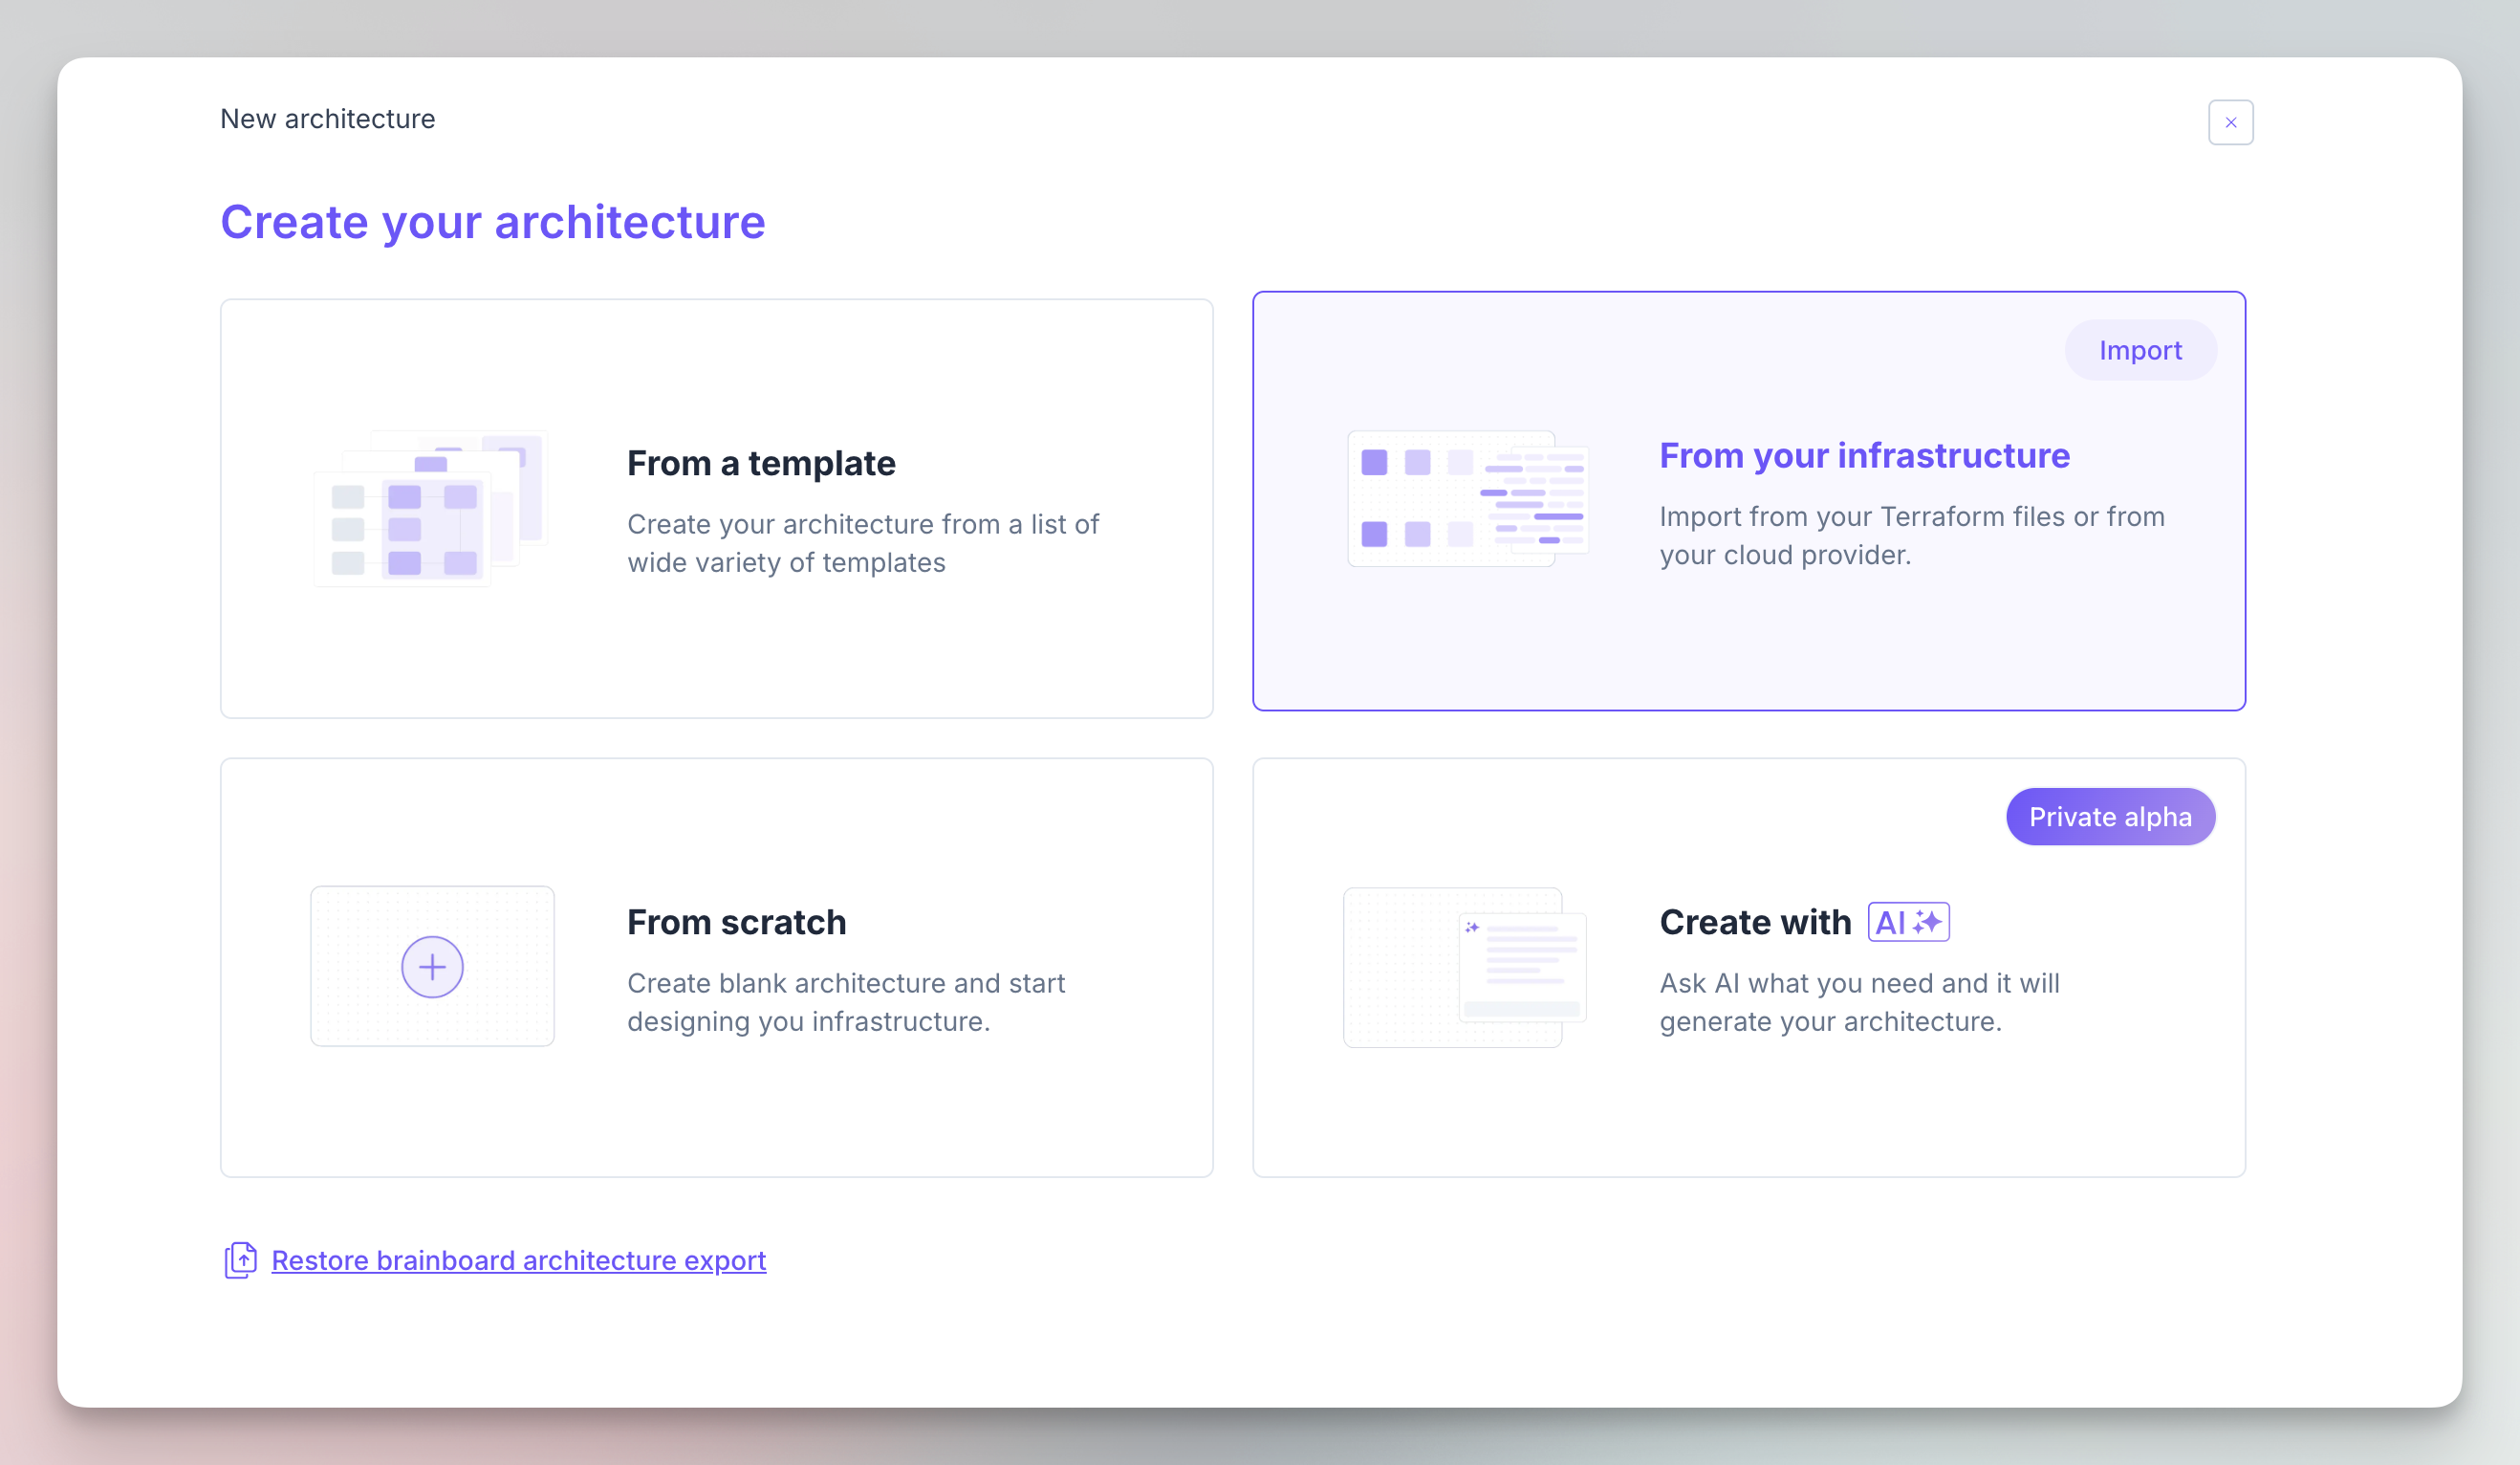 New architecture
Create your architecture
From a template
Create your architecture from a list of
wide variety of templates
Import
From your infrastructure
Import from your Terraform files or from
your cloud provider.
From scratch
Create blank architecture and start
designing you infrastructure.
Private alpha
Create with AI
Ask AI what you need and it will
generate your architecture.
Restore brainboard architecture export